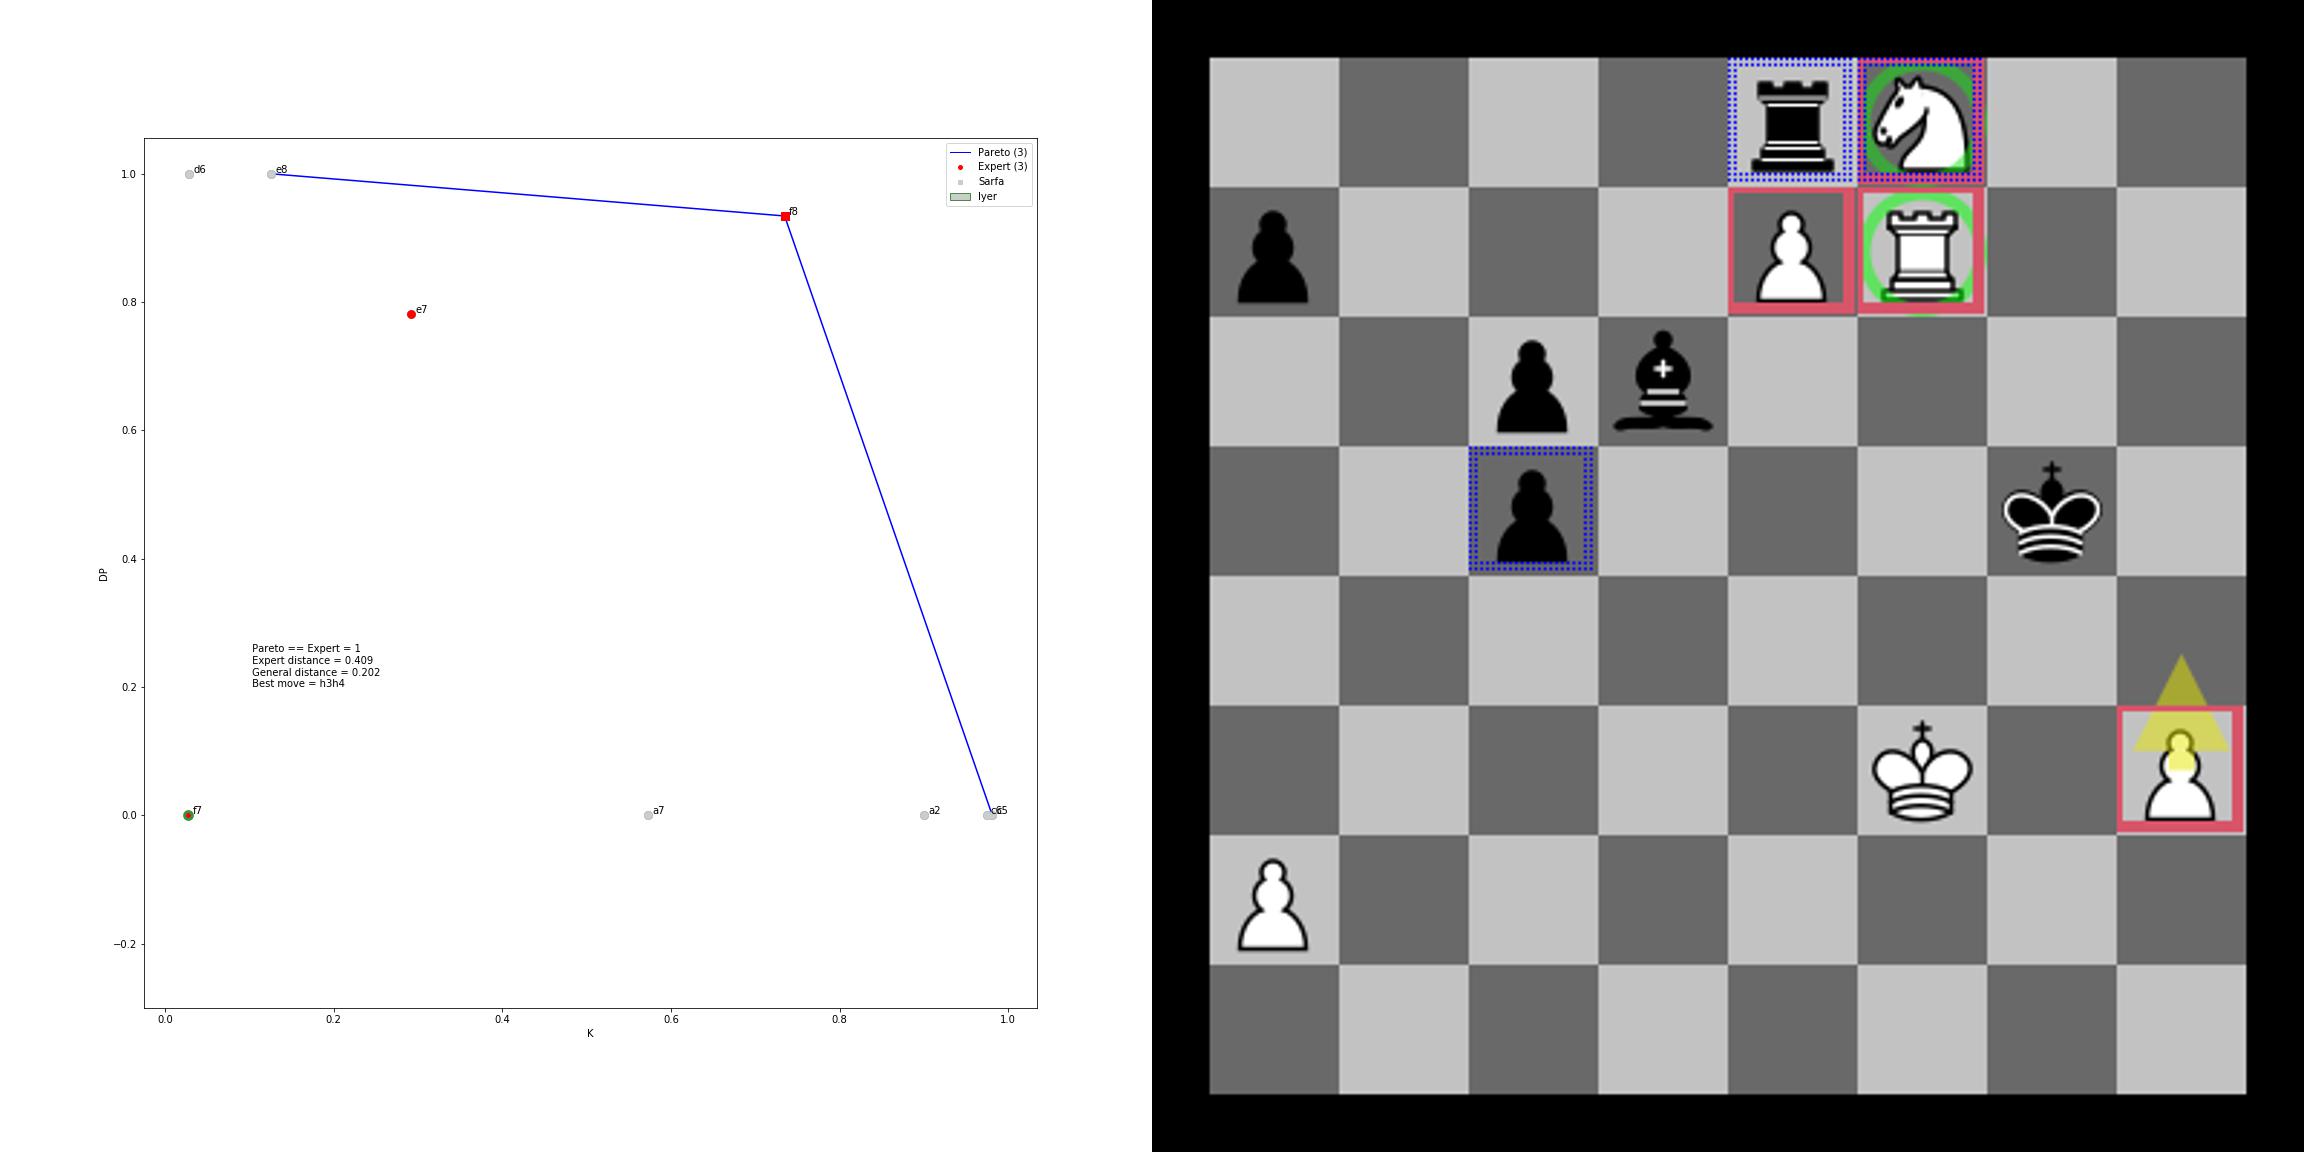 d6
e8
f8
e7
f7
a7
a2
c5
Pareto (3)
Expert (3)
Sarfa
Iyer
Pareto == Expert = 1
Expert distance = 0.409
General distance = 0.202
Best move = h3h4
1.0
0.8
0.6
0.4
0.2
0.0
−0.2
DP
0.0 0.2 0.4 0.6 0.8 1.0
K